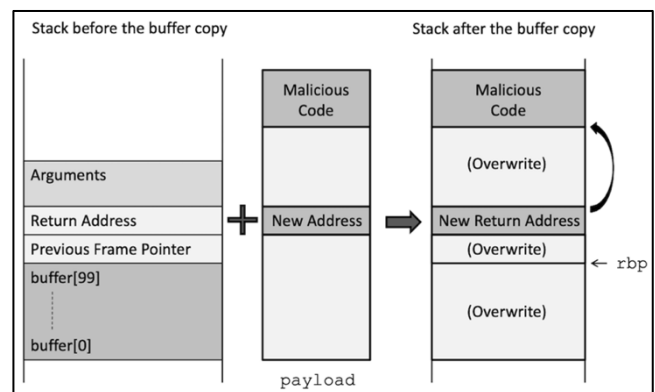 Stack before the buffer copy
Stack after the buffer copy
Malicious
Code
Malicious
Code
Arguments
(Overwrite)
Return Address
New Address
New Return Address
Previous Frame Pointer
(Overwrite)
← rbp
buffer[99]
(Overwrite)
buffer[0]
payload